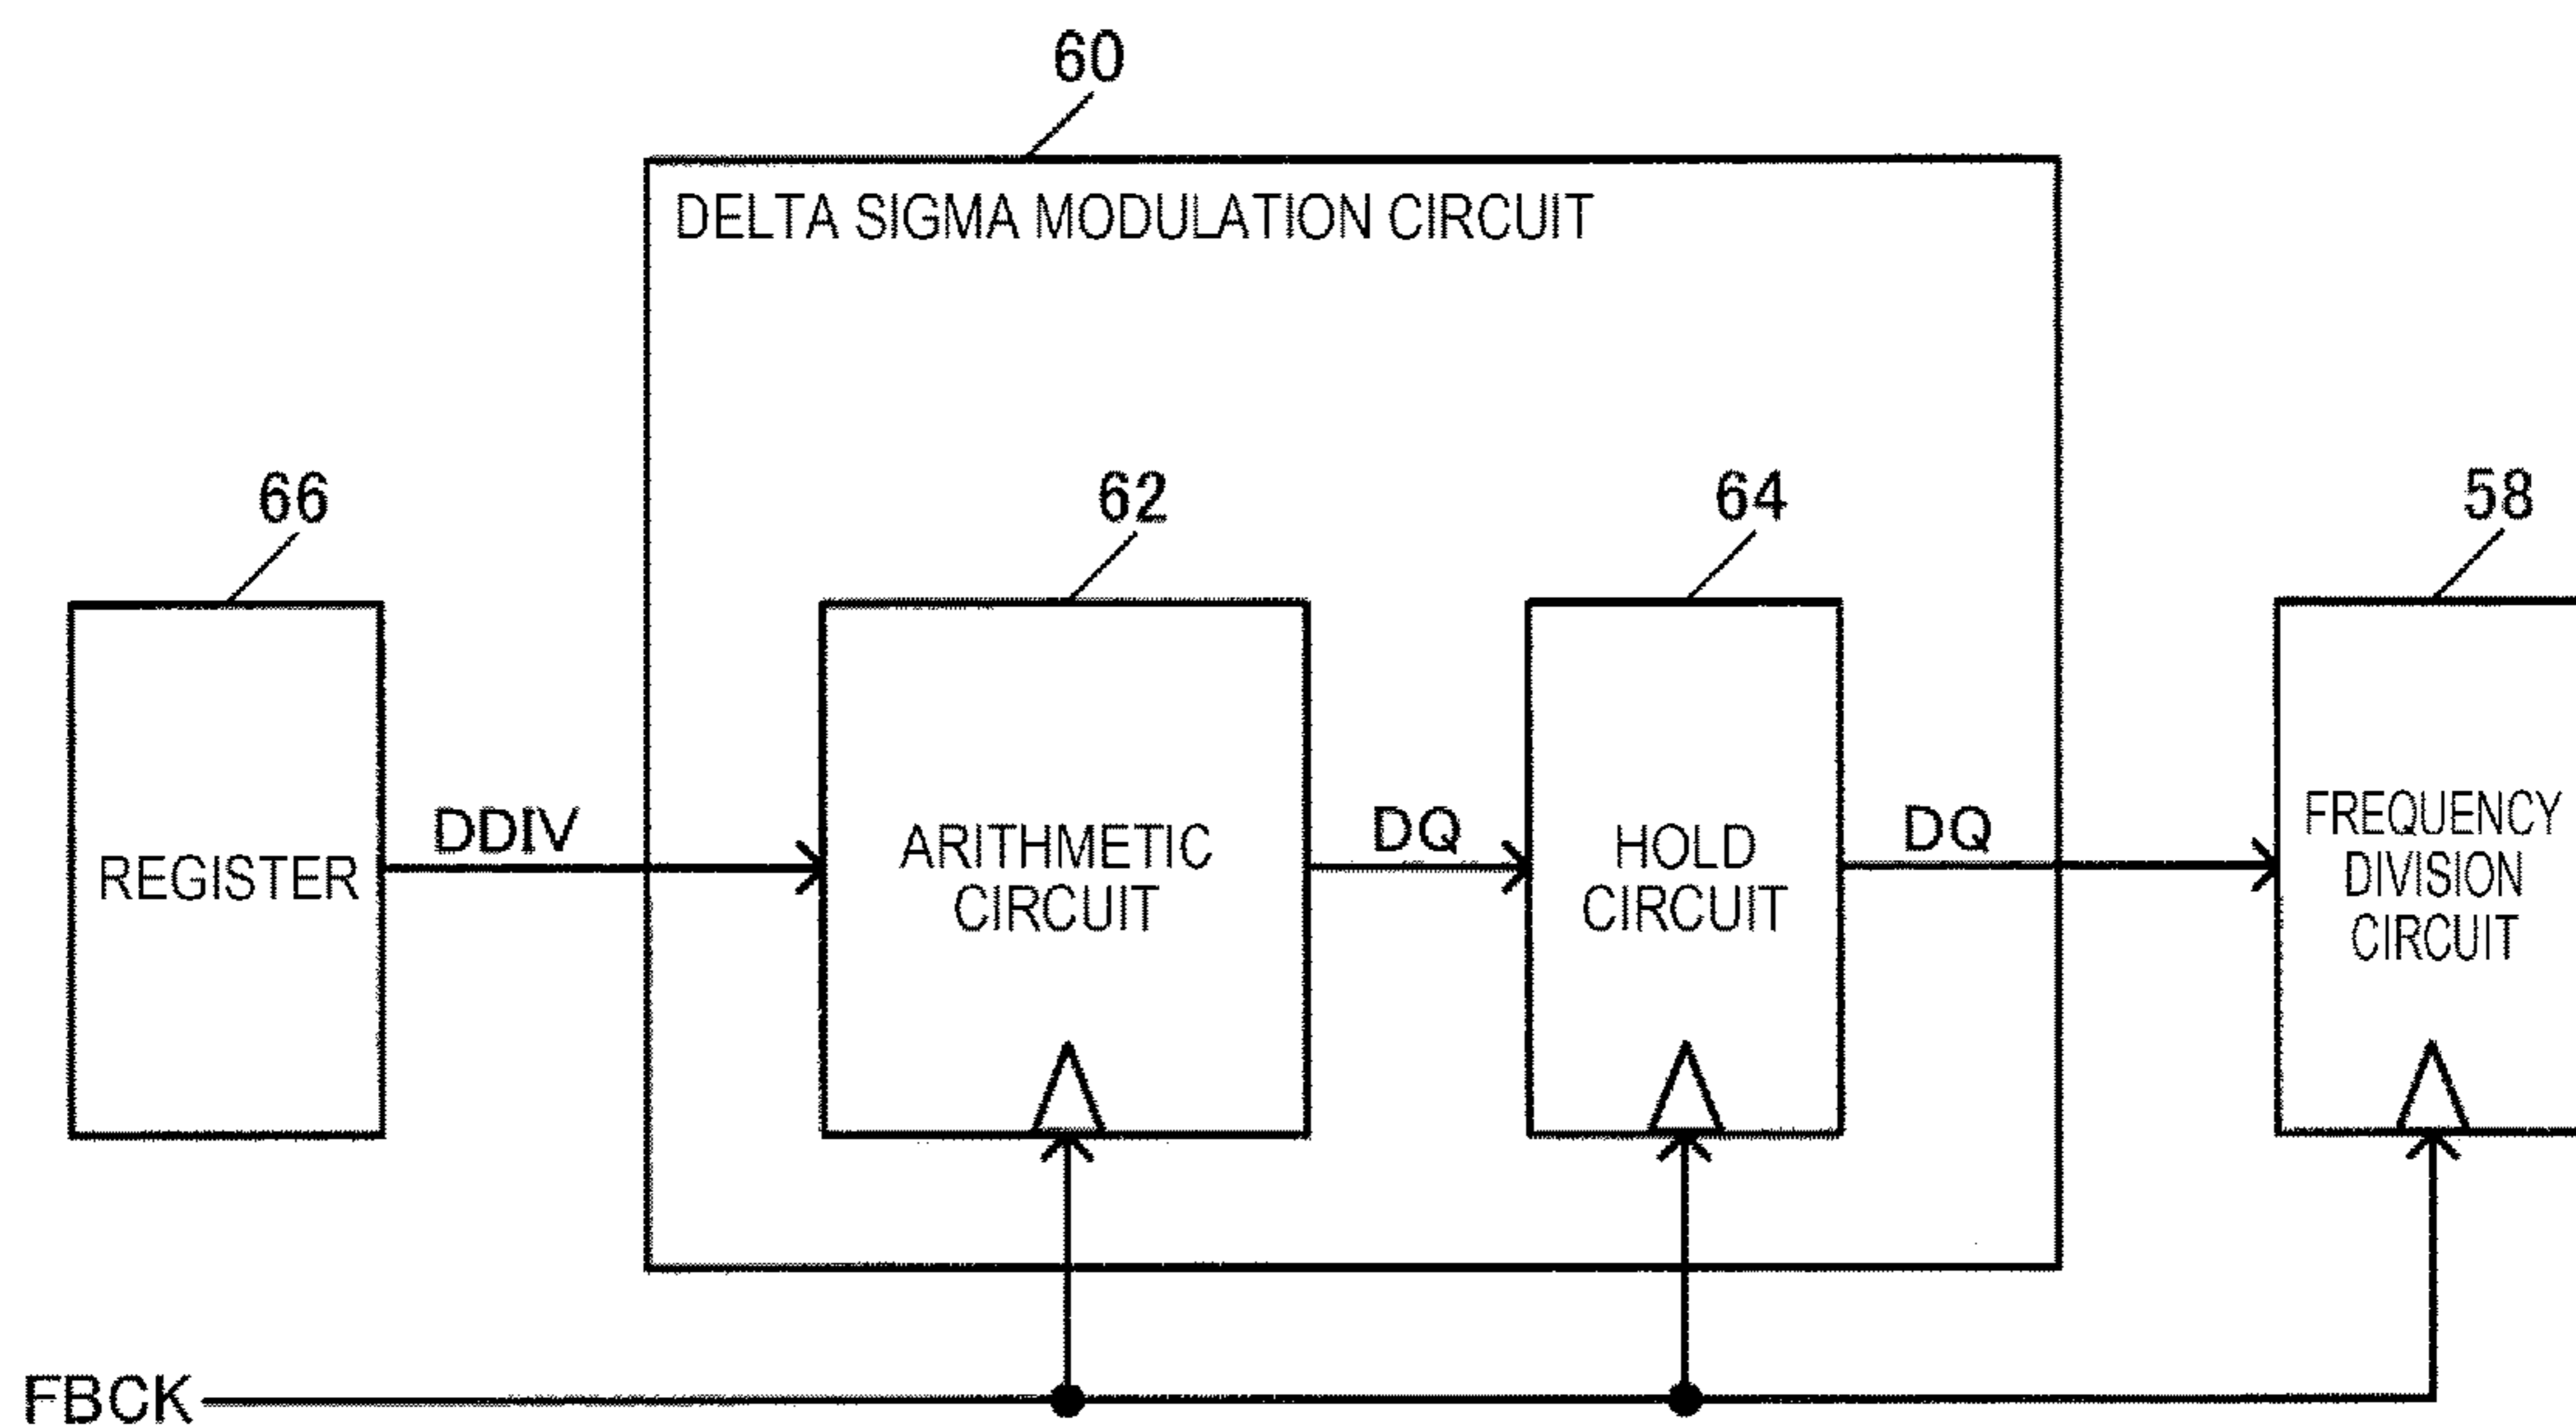 60
DELTA SIGMA MODULATION CIRCUIT
66
62
64
58
REGISTER
DDIV
ARITHMETIC
CIRCUIT
DQ
HOLD
CIRCUIT
DQ
FREQUENCY
DIVISION
CIRCUIT
FBCK